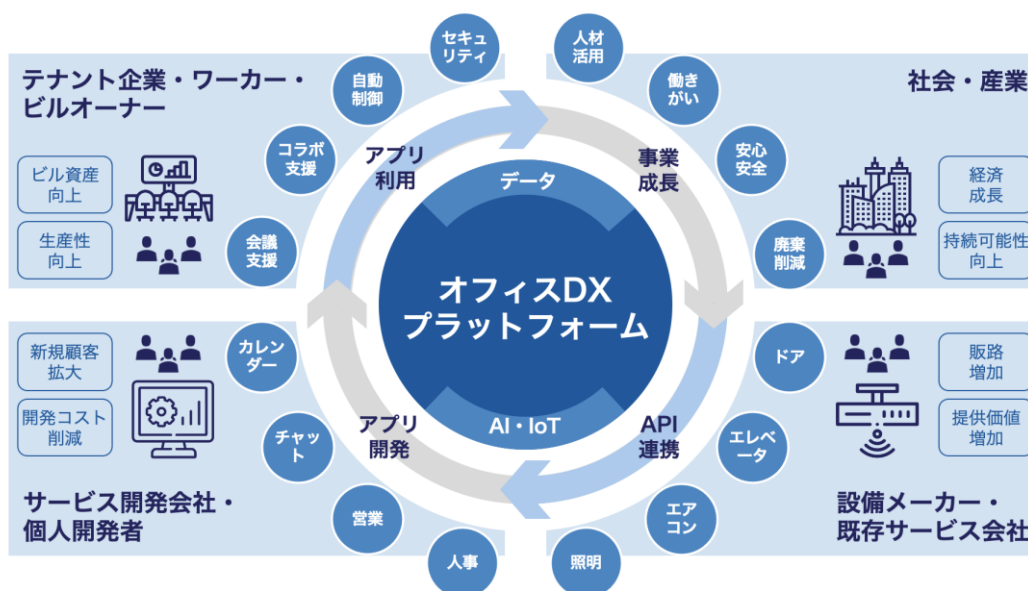 テナント企業・ワーカー・
ビルオーナー
ビル資産
向上
生産性
向上
セキュ
リティ
自動
制御
コラボ
支援
会議
支援
アプリ
利用
社会・産業
人材
活用
働き
がい
安心
安全
廃棄
削減
経済
成長
持続可能性
向上
事業
成長
データ
オフィスDX
プラットフォーム
AI・IoT
新規顧客
拡大
開発コスト
削減
サービス開発会社・
個人開発者
カレン
ダー
チャッ
ト
営業
人事
アプリ
開発
API
連携
ドア
エレベ
ータ
エア
コン
照明
販路
増加
提供価値
増加
設備メーカー・
既存サービス会社